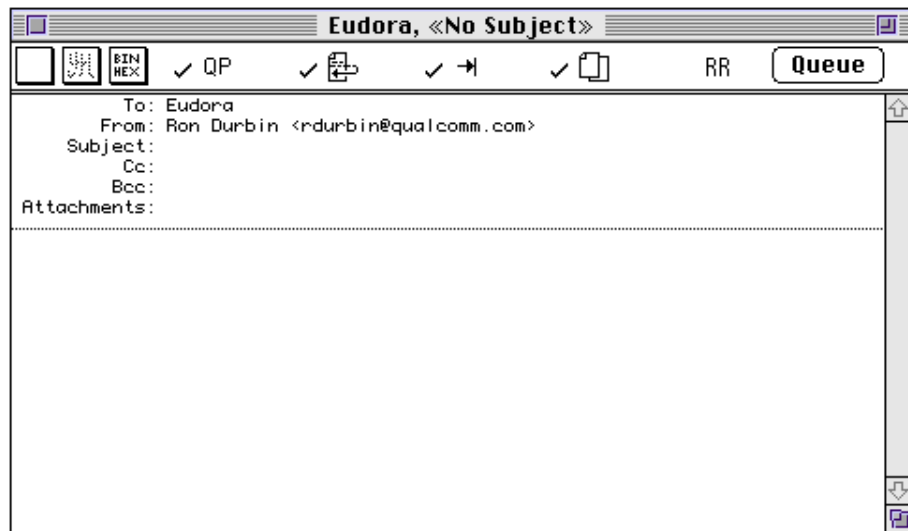 Eudora, «No Subject»
BIN HEX QP RR Queue
To: Eudora
From: Ron Durbin <rdurbin@qualcomm.com>
Subject:
Cc:
Bcc:
Attachments: